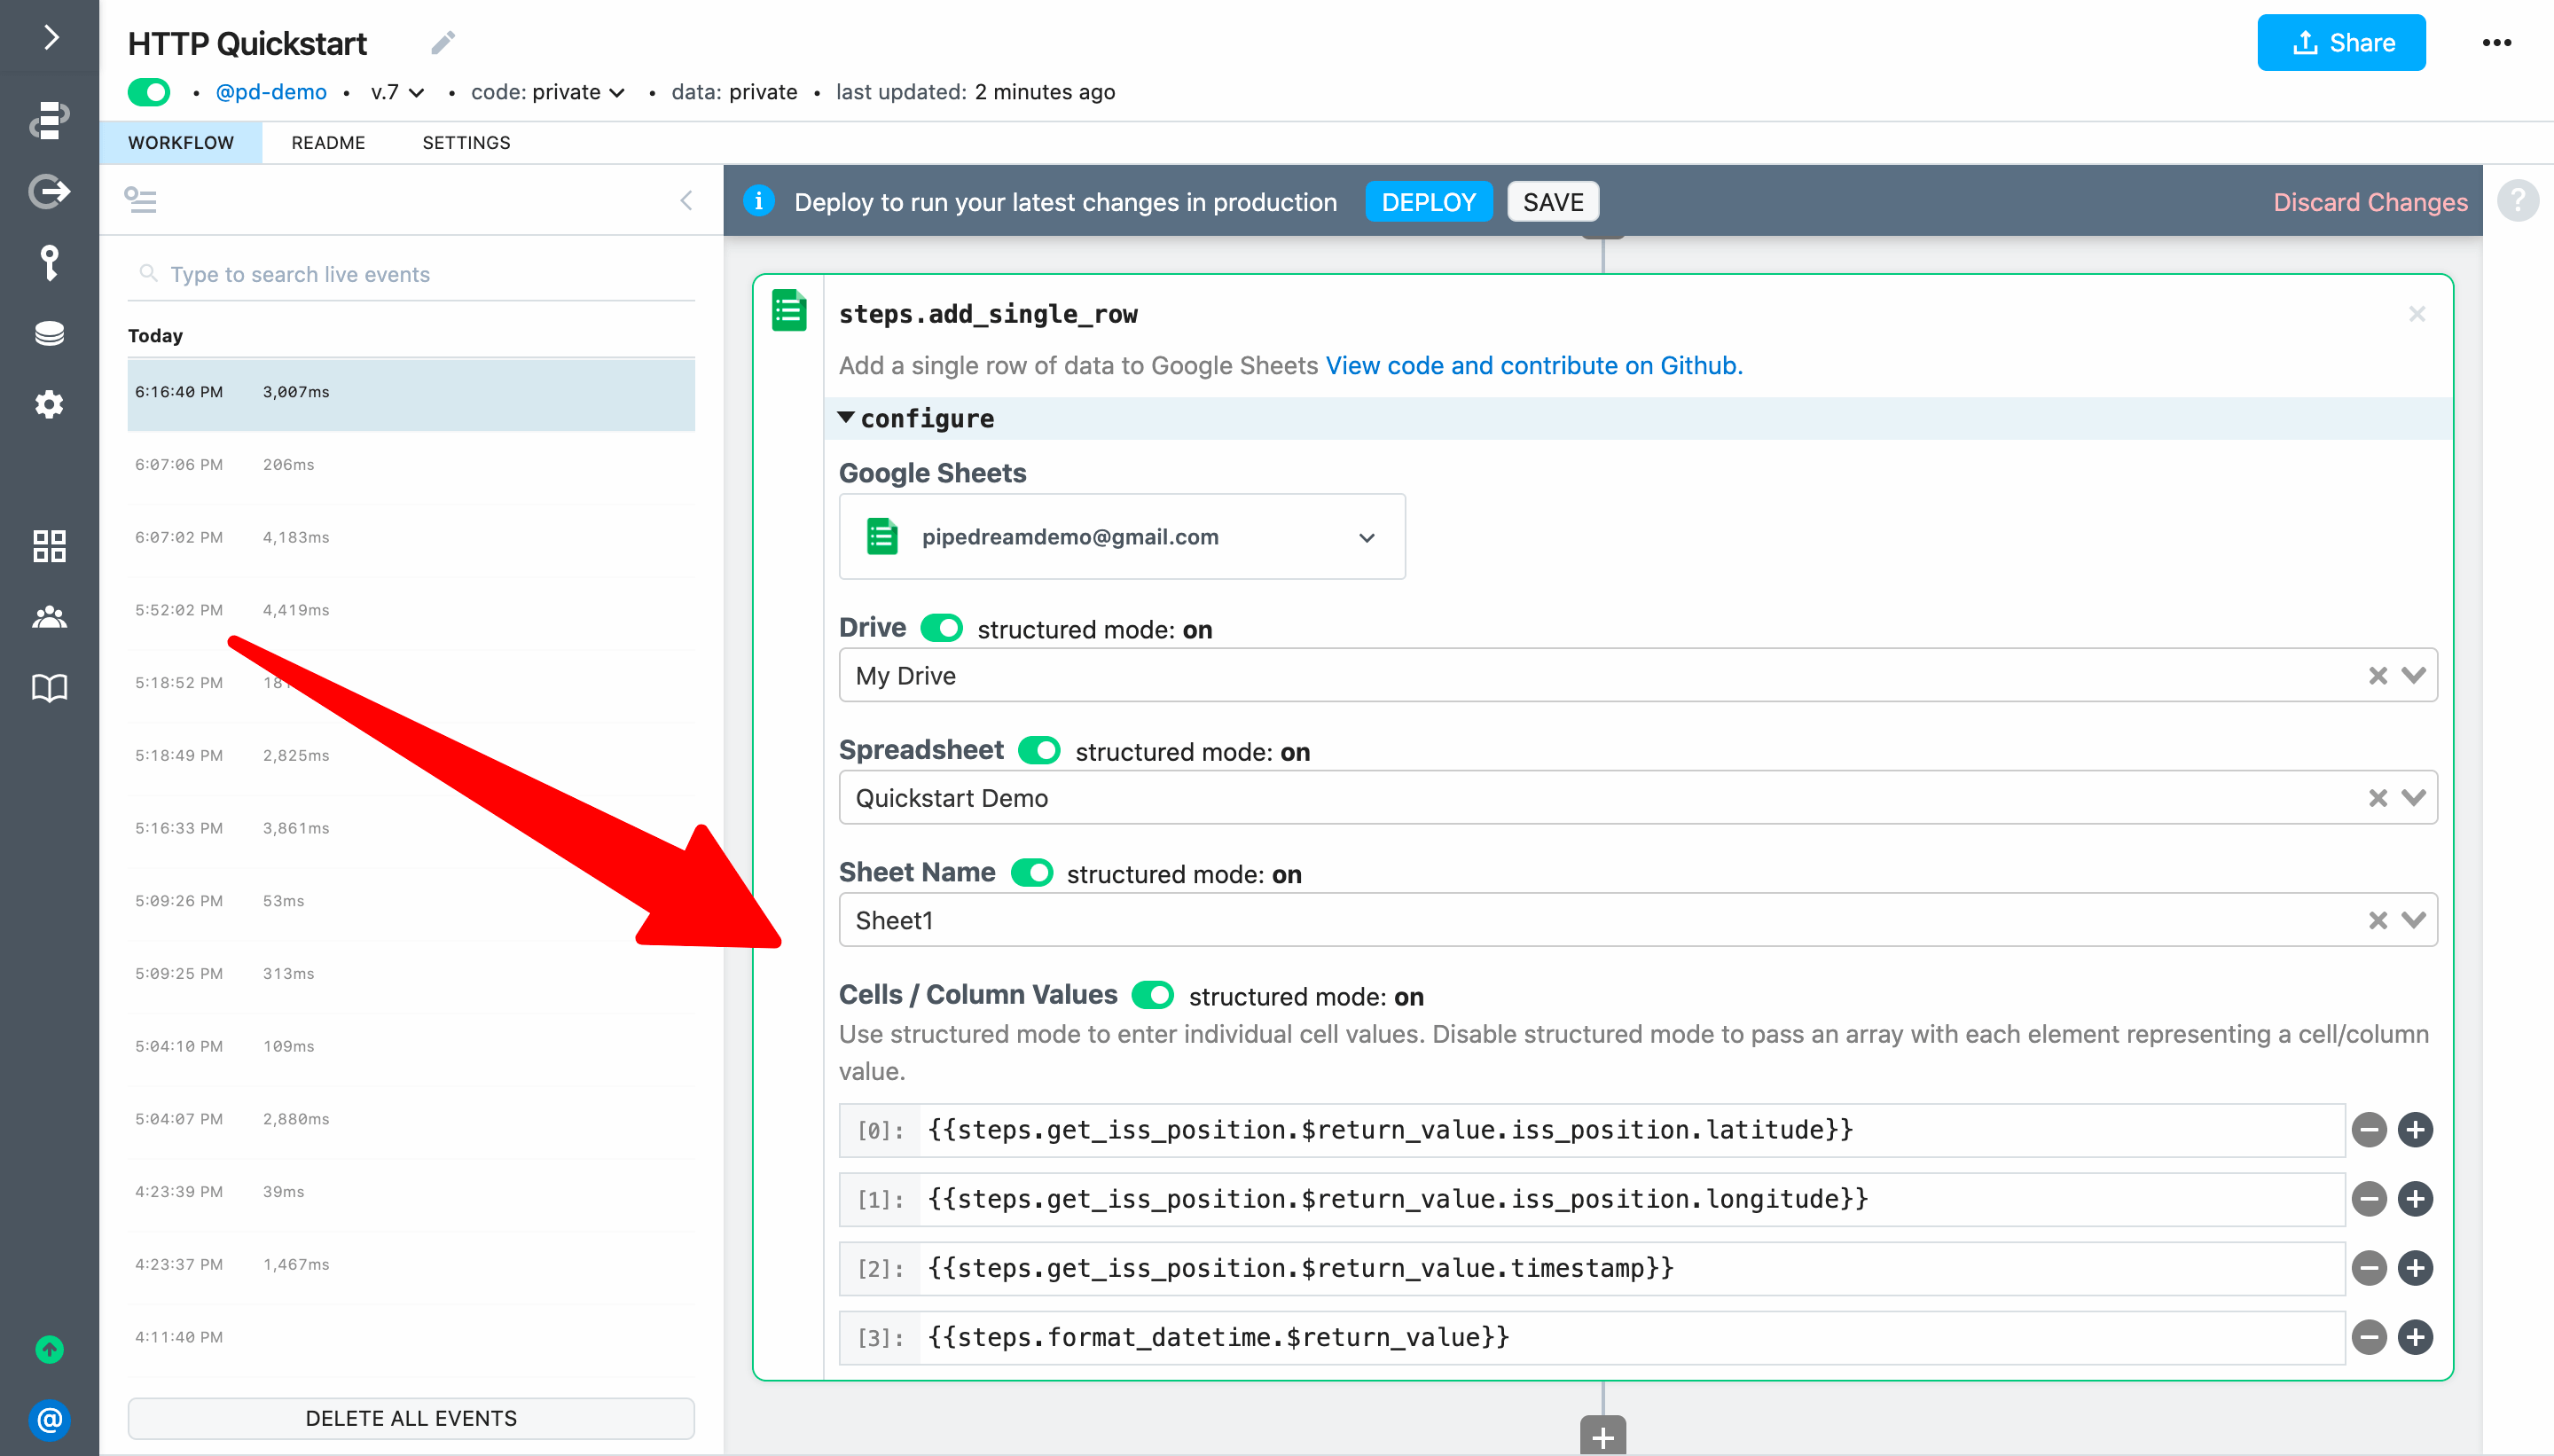 HTTP Quickstart
Share
• @pd-demo • v.7 • code: private • data: private • last updated: 2 minutes ago
WORKFLOW README SETTINGS
Deploy to run your latest changes in production DEPLOY SAVE Discard Changes
?
Type to search live events
Today
6:16:40 PM 3,007ms
6:07:06 PM 206ms
6:07:02 PM 4,183ms
5:52:02 PM 4,419ms
5:18:52 PM
5:18:49 PM 2,825ms
5:16:33 PM 3,861ms
5:09:26 PM 53ms
5:09:25 PM 313ms
5:04:10 PM 109ms
5:04:07 PM 2,880ms
4:23:39 PM 39ms
4:23:37 PM 1,467ms
4:11:40 PM
DELETE ALL EVENTS
steps.add_single_row
Add a single row of data to Google Sheets View code and contribute on Github.
configure
Google Sheets
pipedreamdemo@gmail.com
Drive structured mode: on
My Drive
Spreadsheet structured mode: on
Quickstart Demo
Sheet Name structured mode: on
Sheet1
Cells / Column Values structured mode: on
Use structured mode to enter individual cell values. Disable structured mode to pass an array with each element representing a cell/column
value.
[0]: {{steps.get_iss_position.$return_value.iss_position.latitude}}
[1]: {{steps.get_iss_position.$return_value.iss_position.longitude}}
[2]: {{steps.get_iss_position.$return_value.timestamp}}
[3]: {{steps.format_datetime.$return_value}}